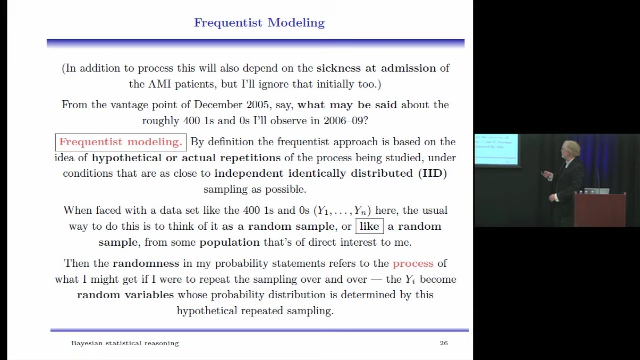 Frequentist Modeling
(In addition to process this will also depend on the sickness at admission of
the AMI patients, but I'll ignore that initially too.)
From the vantage point of December 2005, say, what may be said about the
roughly 400 1s and 0s I'll observe in 2006–09?
Frequentist modeling. By definition the frequentist approach is based on the
idea of hypothetical or actual repetitions of the process being studied, under
conditions that are as close to independent identically distributed (IID)
sampling as possible.
When faced with a data set like the 400 1s and 0s (Y1, . . . , Yn) here, the usual
way to do this is to think of it as a random sample, or like a random
sample, from some population that's of direct interest to me.
Then the randomness in my probability statements refers to the process of
what I might get if I were to repeat the sampling over and over — the Yi become
random variables whose probability distribution is determined by this
hypothetical repeated sampling.
Bayesian statistical reasoning 26